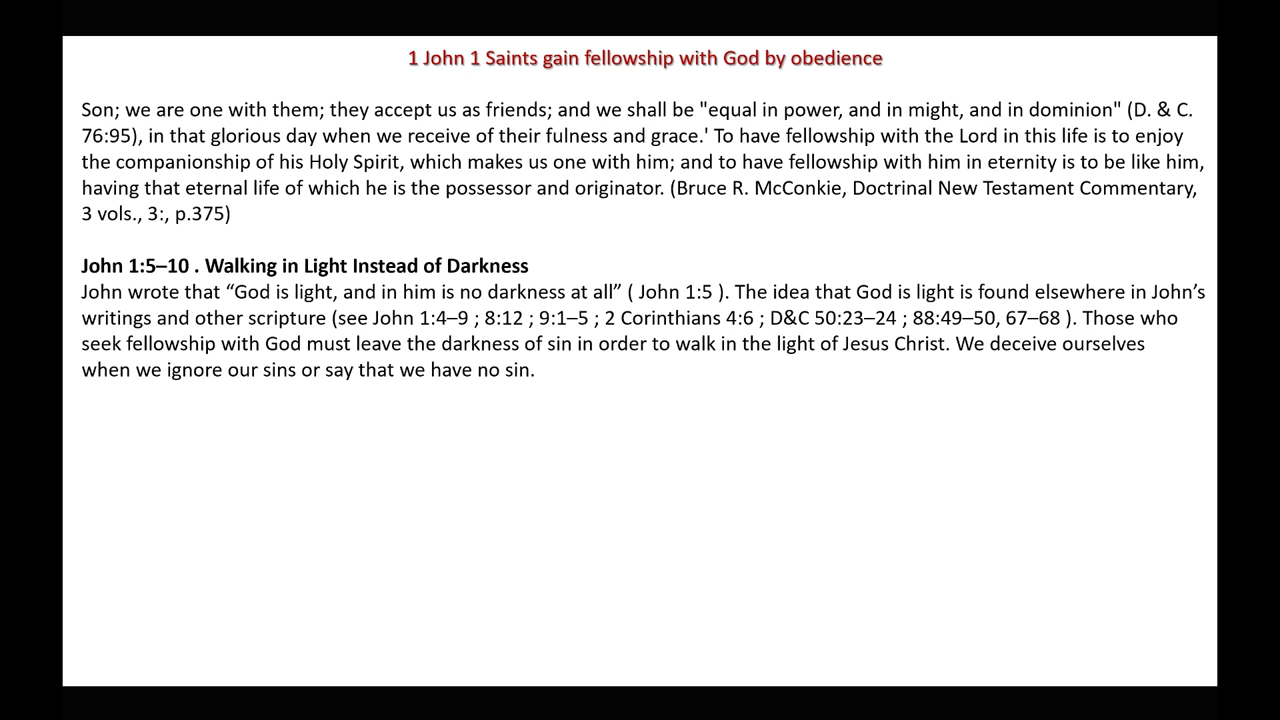 1 John 1 Saints gain fellowship with God by obedience
Son; we are one with them; they accept us as friends; and we shall be "equal in power, and in might, and in dominion" (D. & C.
76:95), in that glorious day when we receive of their fulness and grace.' To have fellowship with the Lord in this life is to enjoy
the companionship of his Holy Spirit, which makes us one with him; and to have fellowship with him in eternity is to be like him,
having that eternal life of which he is the possessor and originator. (Bruce R. McConkie, Doctrinal New Testament Commentary,
3 vols., 3:, p.375)
John 1:5–10 . Walking in Light Instead of Darkness
John wrote that “God is light, and in him is no darkness at all” ( John 1:5 ). The idea that God is light is found elsewhere in John’s
writings and other scripture (see John 1:4–9 ; 8:12 ; 9:1–5 ; 2 Corinthians 4:6 ; D&C 50:23–24 ; 88:49–50, 67–68 ). Those who
seek fellowship with God must leave the darkness of sin in order to walk in the light of Jesus Christ. We deceive ourselves
when we ignore our sins or say that we have no sin.